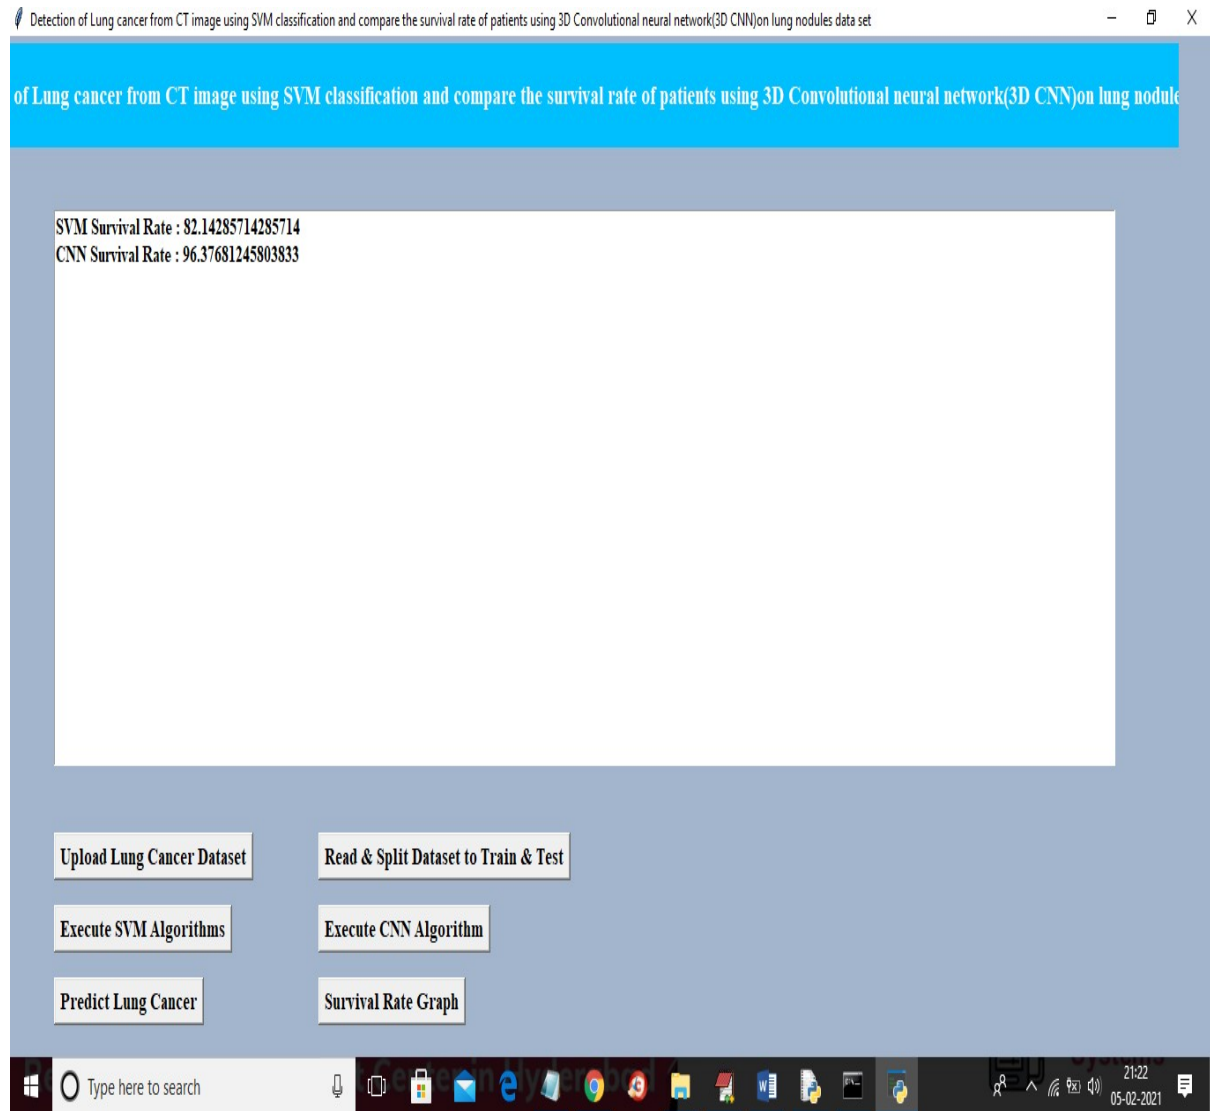 Detection of Lung cancer from CT image using SVM classification and compare the survival rate of patients using 3D Convolutional neural network(3D CNN)on lung nodules data set
of Lung cancer from CT image using SVM classification and compare the survival rate of patients using 3D Convolutional neural network(3D CNN)on lung nodule
SVM Survival Rate : 82.14285714285714
CNN Survival Rate : 96.37681245803833
Upload Lung Cancer Dataset
Read & Split Dataset to Train & Test
Execute SVM Algorithms
Execute CNN Algorithm
Predict Lung Cancer
Survival Rate Graph
Type here to search
21:22
05-02-2021